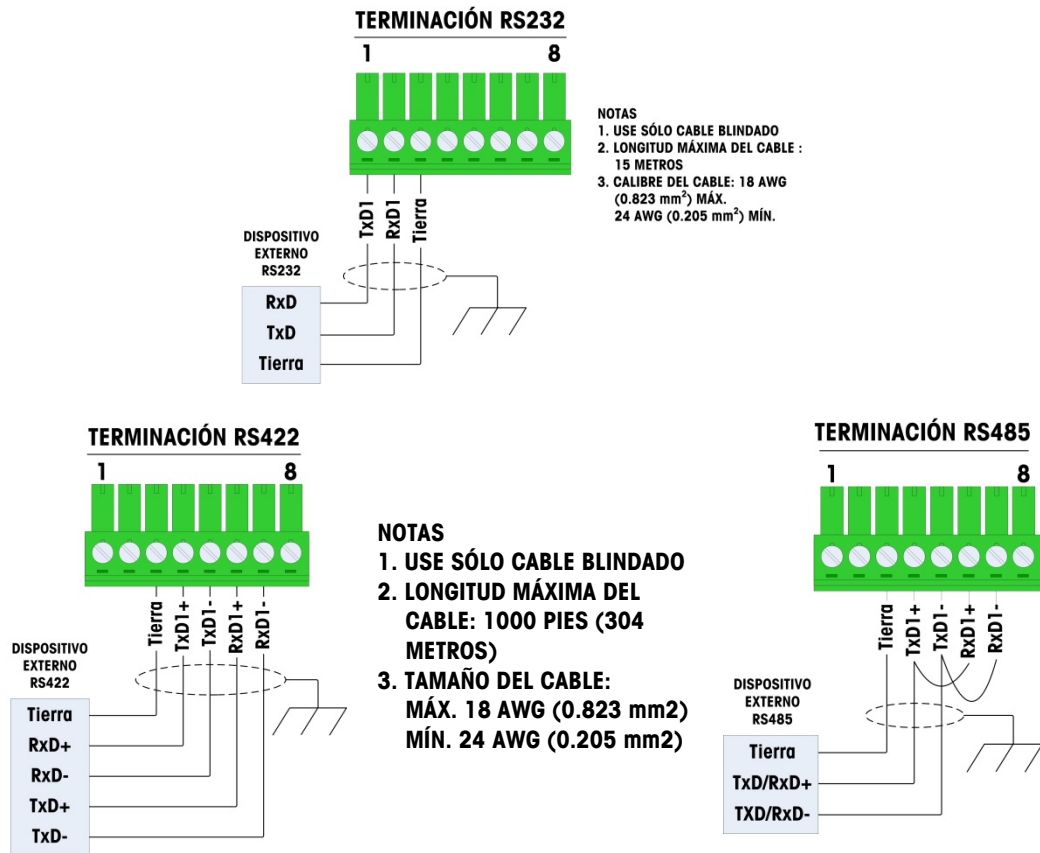 TERMINACIÓN RS232
1 8
NOTAS
1. USE SÓLO CABLE BLINDADO
2. LONGITUD MÁXIMA DEL CABLE :
15 METROS
3. CALIBRE DEL CABLE: 18 AWG
(0.823 mm²) MÁX.
24 AWG (0.205 mm²) MÍN.
TxD1
RxD1
Tierra
DISPOSITIVO
EXTERNO
RS232
RxD
TxD
Tierra
TERMINACIÓN RS422
1 8
Tierra
TxD1+
TxD1-
RxD1+
RxD1-
DISPOSITIVO
EXTERNO
RS422
Tierra
RxD+
RxD-
TxD+
TxD-
NOTAS
1. USE SÓLO CABLE BLINDADO
2. LONGITUD MÁXIMA DEL
CABLE: 1000 PIES (304
METROS)
3. TAMAÑO DEL CABLE:
MÁX. 18 AWG (0.823 mm2)
MÍN. 24 AWG (0.205 mm2)
TERMINACIÓN RS485
1 8
Tierra
TxD1+
TxD1-
RxD1+
RxD1-
DISPOSITIVO
EXTERNO
RS485
Tierra
TxD/RxD+
TXD/RxD-